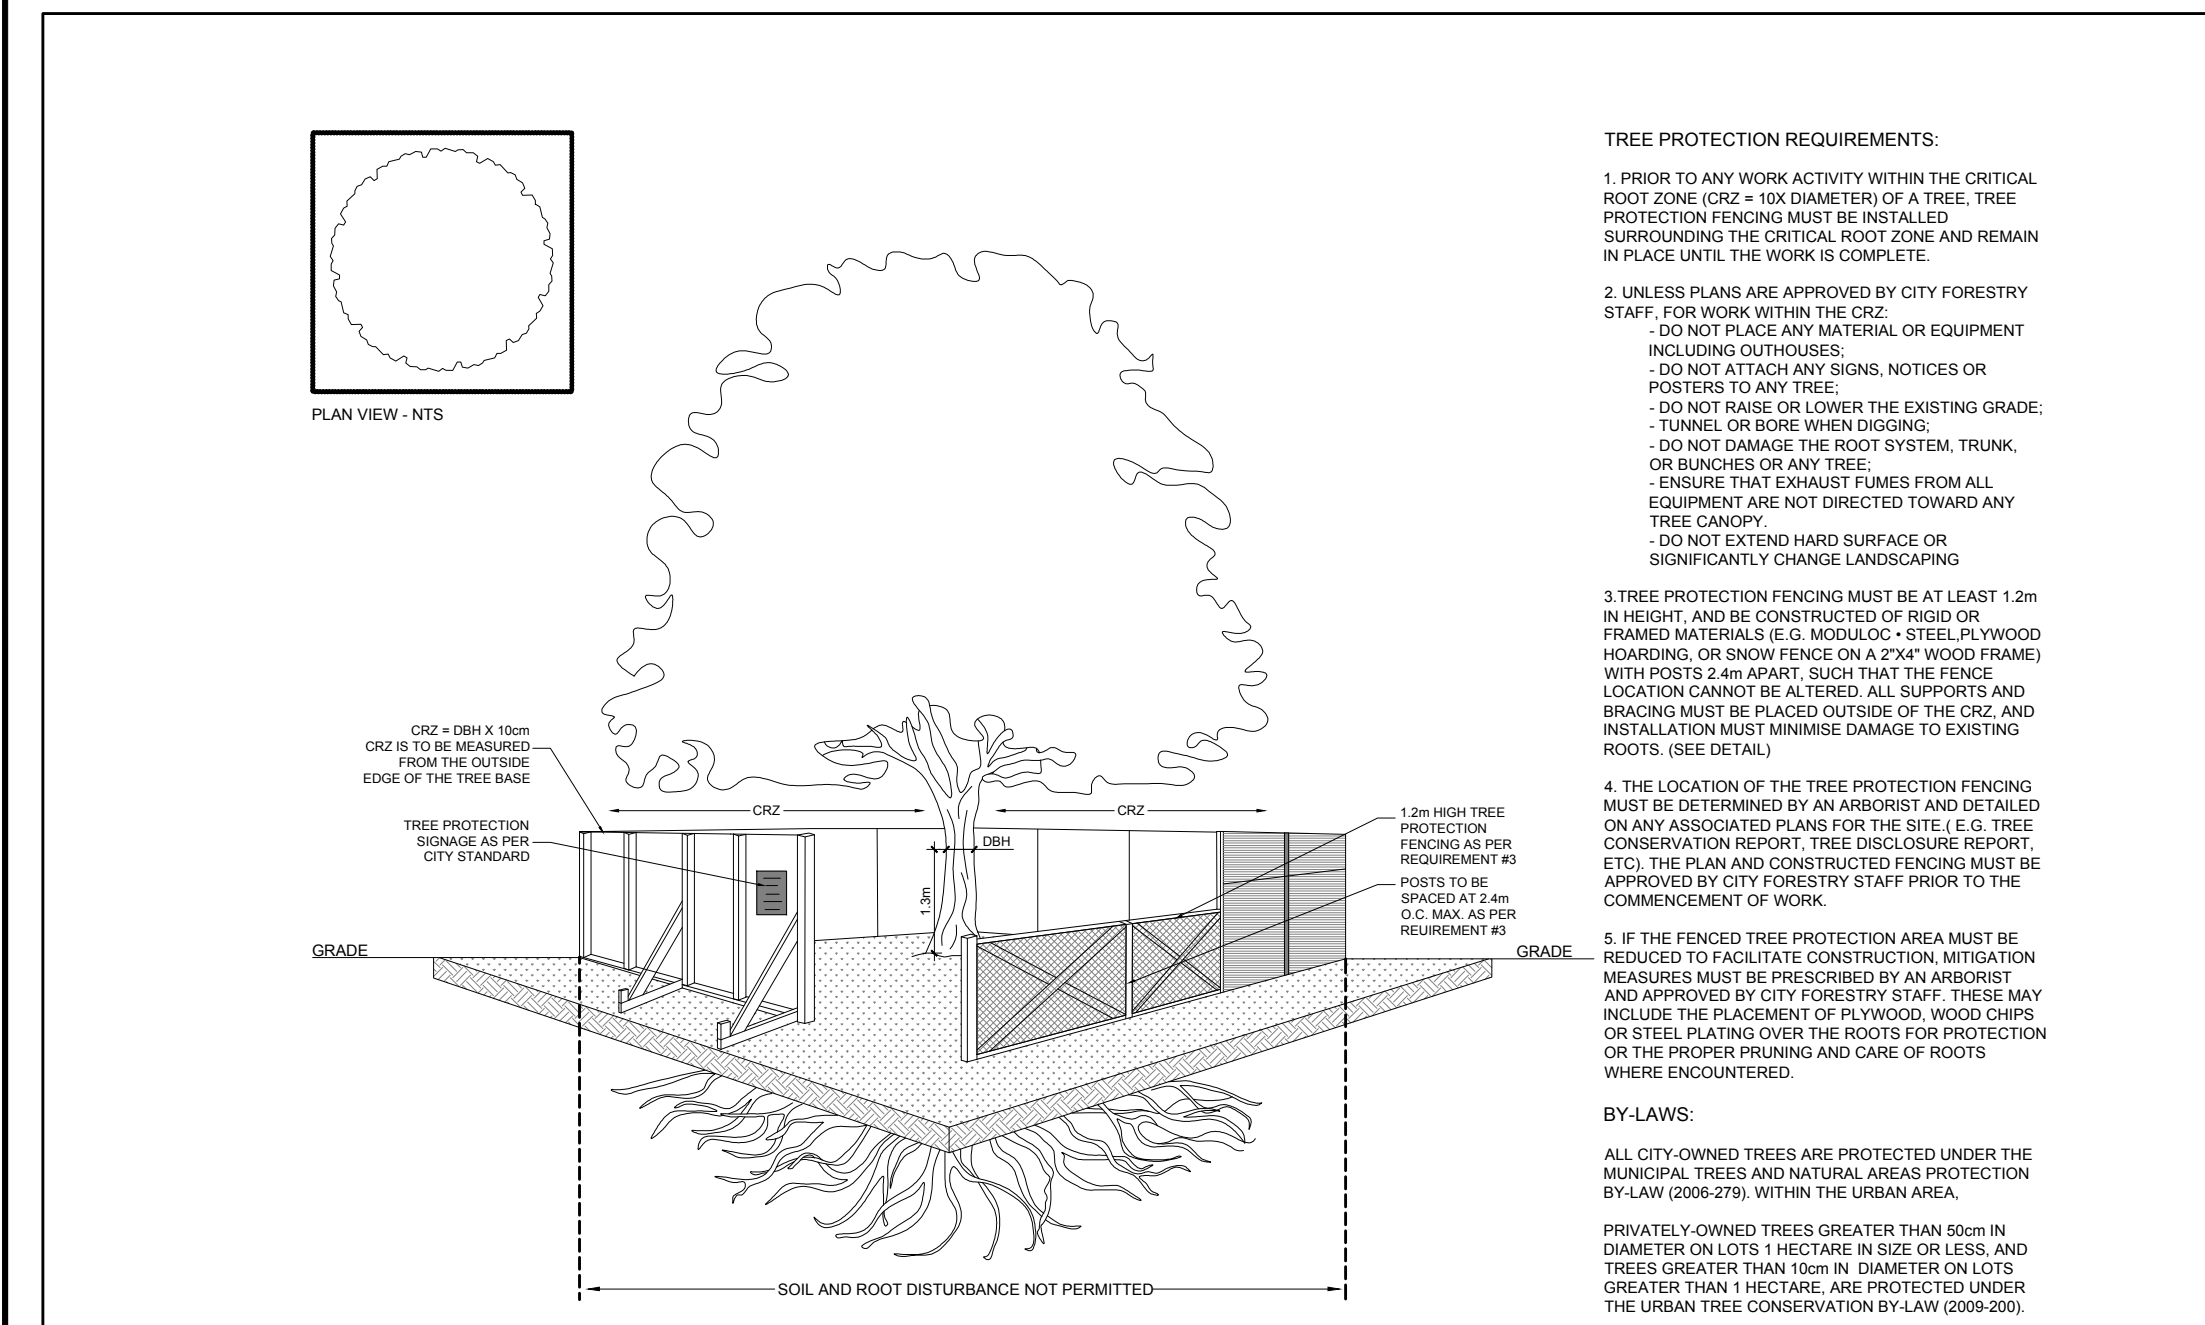 PLAN VIEW - NTS
CRZ = DBH X 10cm
CRZ IS TO BE MEASURED
FROM THE OUTSIDE
EDGE OF THE TREE BASE
TREE PROTECTION
SIGNAGE AS PER
CITY STANDARD
GRADE
CRZ
CRZ
DBH
1.3m
1.2m HIGH TREE
PROTECTION
FENCING AS PER
REQUIREMENT #3
POSTS TO BE
SPACED AT 2.4m
O.C. MAX. AS PER
REUIREMENT #3
GRADE
SOIL AND ROOT DISTURBANCE NOT PERMITTED
TREE PROTECTION REQUIREMENTS:
1. PRIOR TO ANY WORK ACTIVITY WITHIN THE CRITICAL
ROOT ZONE (CRZ = 10X DIAMETER) OF A TREE, TREE
PROTECTION FENCING MUST BE INSTALLED
SURROUNDING THE CRITICAL ROOT ZONE AND REMAIN
IN PLACE UNTIL THE WORK IS COMPLETE.
2. UNLESS PLANS ARE APPROVED BY CITY FORESTRY
STAFF, FOR WORK WITHIN THE CRZ:
- DO NOT PLACE ANY MATERIAL OR EQUIPMENT
INCLUDING OUTHOUSES;
- DO NOT ATTACH ANY SIGNS, NOTICES OR
POSTERS TO ANY TREE;
- DO NOT RAISE OR LOWER THE EXISTING GRADE;
- TUNNEL OR BORE WHEN DIGGING;
- DO NOT DAMAGE THE ROOT SYSTEM, TRUNK,
OR BUNCHES OR ANY TREE;
- ENSURE THAT EXHAUST FUMES FROM ALL
EQUIPMENT ARE NOT DIRECTED TOWARD ANY
TREE CANOPY.
- DO NOT EXTEND HARD SURFACE OR
SIGNIFICANTLY CHANGE LANDSCAPING
3.TREE PROTECTION FENCING MUST BE AT LEAST 1.2m
IN HEIGHT, AND BE CONSTRUCTED OF RIGID OR
FRAMED MATERIALS (E.G. MODULOC • STEEL,PLYWOOD
HOARDING, OR SNOW FENCE ON A 2"X4" WOOD FRAME)
WITH POSTS 2.4m APART, SUCH THAT THE FENCE
LOCATION CANNOT BE ALTERED. ALL SUPPORTS AND
BRACING MUST BE PLACED OUTSIDE OF THE CRZ, AND
INSTALLATION MUST MINIMISE DAMAGE TO EXISTING
ROOTS. (SEE DETAIL)
4. THE LOCATION OF THE TREE PROTECTION FENCING
MUST BE DETERMINED BY AN ARBORIST AND DETAILED
ON ANY ASSOCIATED PLANS FOR THE SITE.( E.G. TREE
CONSERVATION REPORT, TREE DISCLOSURE REPORT,
ETC). THE PLAN AND CONSTRUCTED FENCING MUST BE
APPROVED BY CITY FORESTRY STAFF PRIOR TO THE
COMMENCEMENT OF WORK.
5. IF THE FENCED TREE PROTECTION AREA MUST BE
REDUCED TO FACILITATE CONSTRUCTION, MITIGATION
MEASURES MUST BE PRESCRIBED BY AN ARBORIST
AND APPROVED BY CITY FORESTRY STAFF. THESE MAY
INCLUDE THE PLACEMENT OF PLYWOOD, WOOD CHIPS
OR STEEL PLATING OVER THE ROOTS FOR PROTECTION
OR THE PROPER PRUNING AND CARE OF ROOTS
WHERE ENCOUNTERED.
BY-LAWS:
ALL CITY-OWNED TREES ARE PROTECTED UNDER THE
MUNICIPAL TREES AND NATURAL AREAS PROTECTION
BY-LAW (2006-279). WITHIN THE URBAN AREA,
PRIVATELY-OWNED TREES GREATER THAN 50cm IN
DIAMETER ON LOTS 1 HECTARE IN SIZE OR LESS, AND
TREES GREATER THAN 10cm IN DIAMETER ON LOTS
GREATER THAN 1 HECTARE, ARE PROTECTED UNDER
THE URBAN TREE CONSERVATION BY-LAW (2009-200).